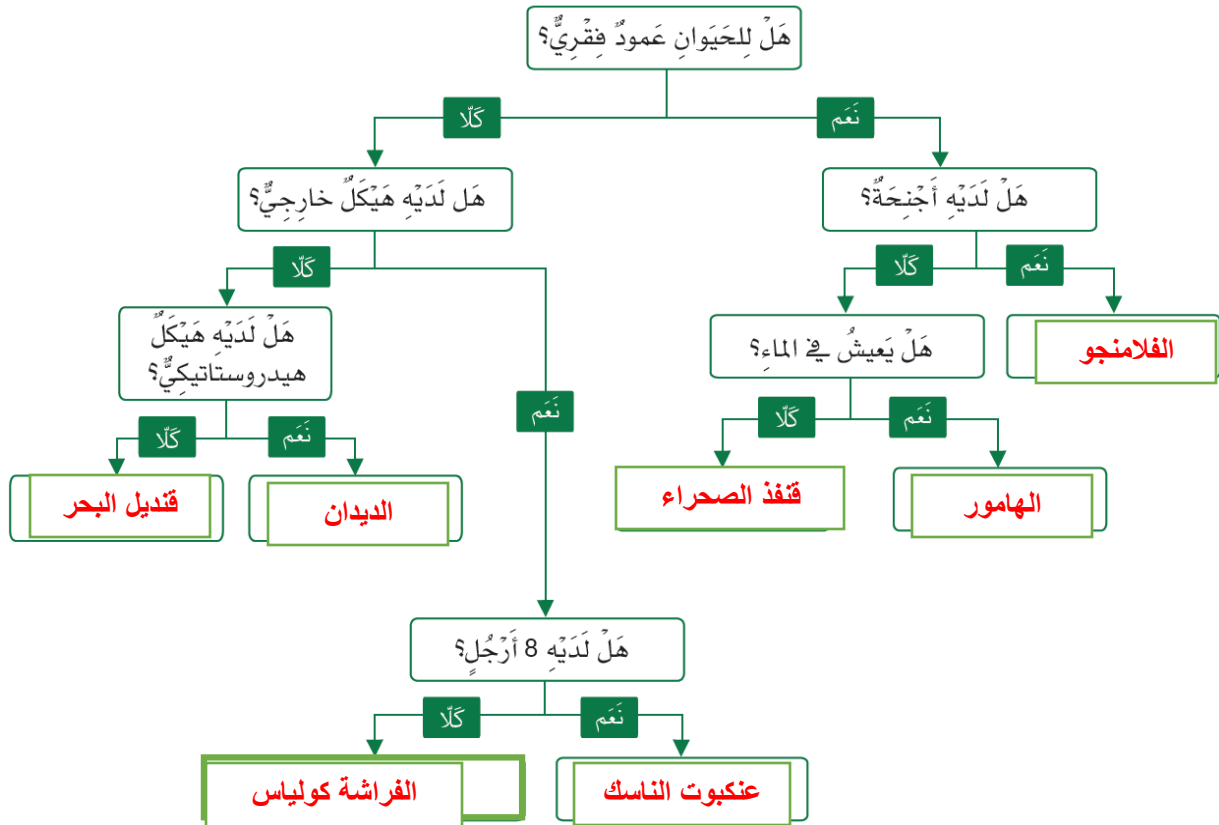 هَلْ لِلحَيَوانِ عَمودٌ فِقْرِيٌّ؟
نَعَم
كَلّا
هَلْ لَدَيْهِ أَجْنِحَةٌ؟
هَل لَدَيْهِ هَيْكَلٌ خارِجِيٌّ؟
نَعَم
كَلّا
كَلّا
الفلامنجو
هَلْ يَعيشُ في الماءِ؟
هَلْ لَدَيْهِ هَيْكَلٌ
هيدروستاتيكِيٌّ؟
نَعَم
نَعَم
كَلّا
نَعَم
كَلّا
الهامور
قنفذ الصحراء
الديدان
قنديل البحر
هَلْ لَدَيْهِ 8 أَرْجُلٍ؟
نَعَم
كَلّا
عنكبوت الناسك
الفراشة كولياس